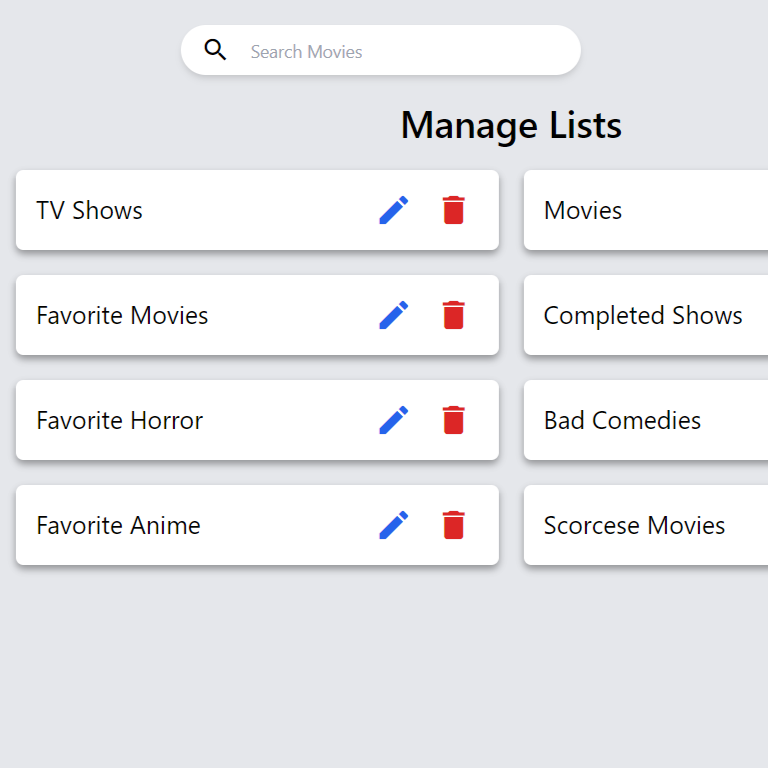 Search Movies
Manage Lists
TV Shows
Movies
Favorite Movies
Completed Shows
Favorite Horror
Bad Comedies
Favorite Anime
Scorcese Movies